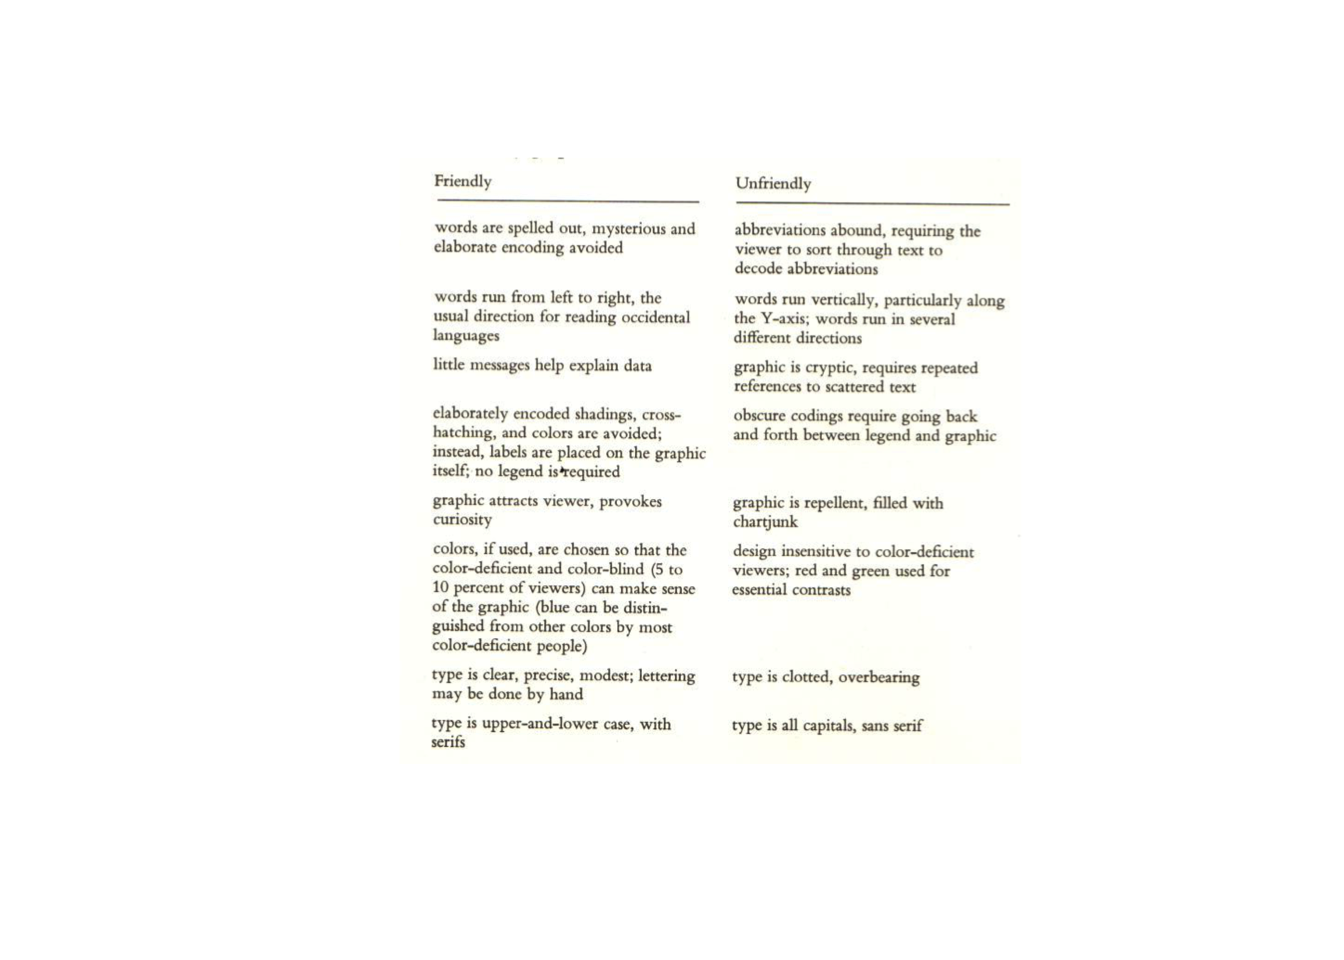 Friendly
Unfriendly
words are spelled out, mysterious and
elaborate encoding avoided
abbreviations abound, requiring the
viewer to sort through text to
decode abbreviations
words run from left to right, the
usual direction for reading occidental
languages
words run vertically, particularly along
the Y-axis; words run in several
different directions
little messages help explain data
graphic is cryptic, requires repeated
references to scattered text
elaborately encoded shadings, cross-
hatching, and colors are avoided;
instead, labels are placed on the graphic
itself; no legend is required
obscure codings require going back
and forth between legend and graphic
graphic attracts viewer, provokes
curiosity
graphic is repellent, filled with
chartjunk
colors, if used, are chosen so that the
color-deficient and color-blind (5 to
10 percent of viewers) can make sense
of the graphic (blue can be distin-
guished from other colors by most
color-deficient people)
design insensitive to color-deficient
viewers; red and green used for
essential contrasts
type is clear, precise, modest; lettering
may be done by hand
type is clotted, overbearing
type is upper-and-lower case, with
serifs
type is all capitals, sans serif